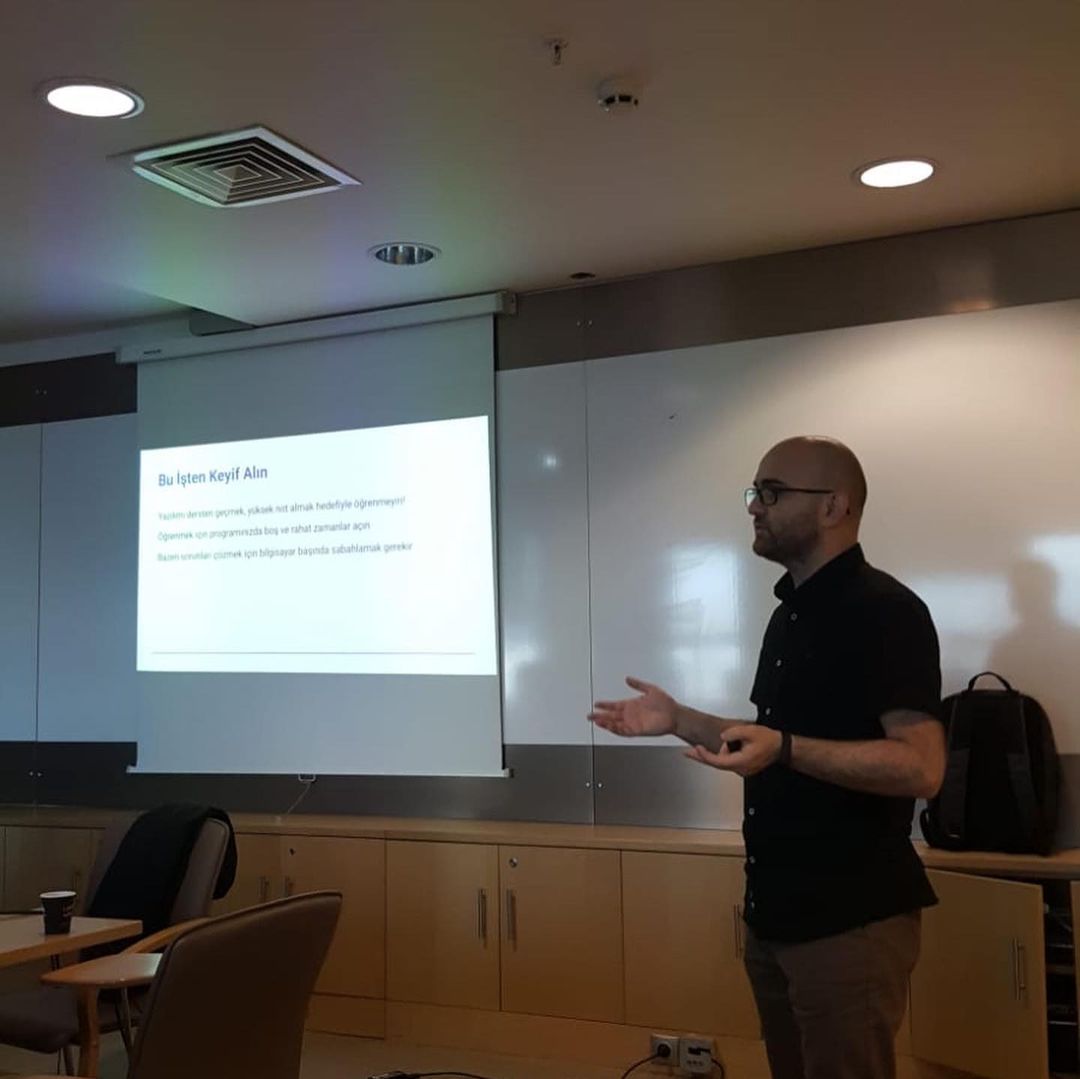 Bu İşten Keyif Alın
Yazılımı dersten geçmek, yüksek not almak hedefiyle öğrenmeyin!
Öğrenmek için programınızda boş ve rahat zamanlar açın
Bazen sorunları çözmek için bilgisayar başında sabahlamak gerekir